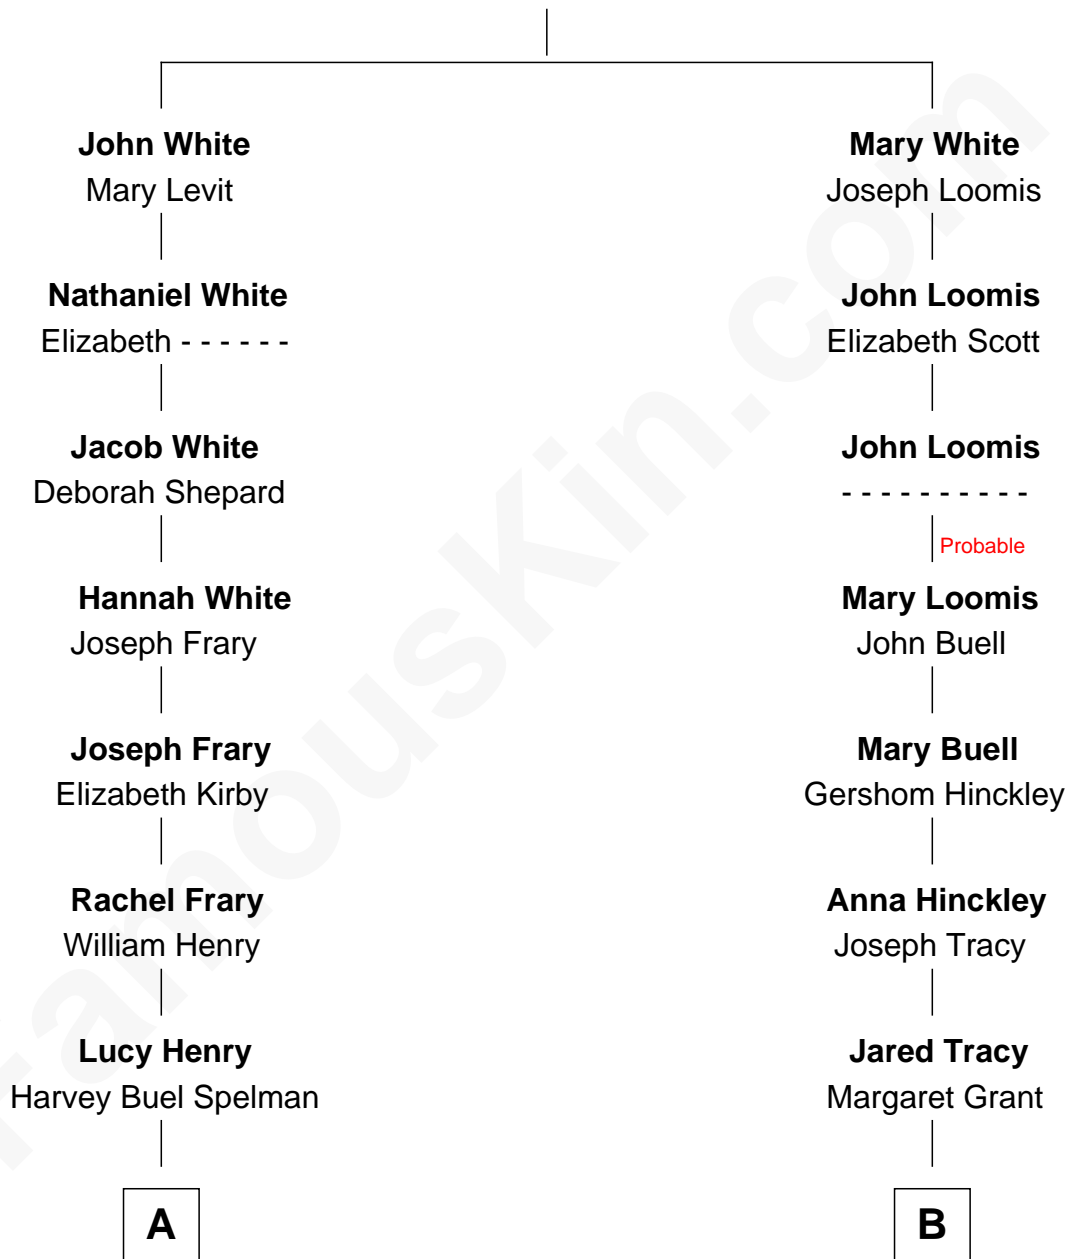 John White
Mary Levit
Mary White
Joseph Loomis
Nathaniel White
Elizabeth - - - - - -
John Loomis
Elizabeth Scott
Jacob White
Deborah Shepard
John Loomis
- - - - - - - - - -
Probable
Hannah White
Joseph Frary
Mary Loomis
John Buell
Joseph Frary
Elizabeth Kirby
Mary Buell
Gershom Hinckley
Rachel Frary
William Henry
Anna Hinckley
Joseph Tracy
Lucy Henry
Harvey Buel Spelman
Jared Tracy
Margaret Grant
A
B
FamousKin.com